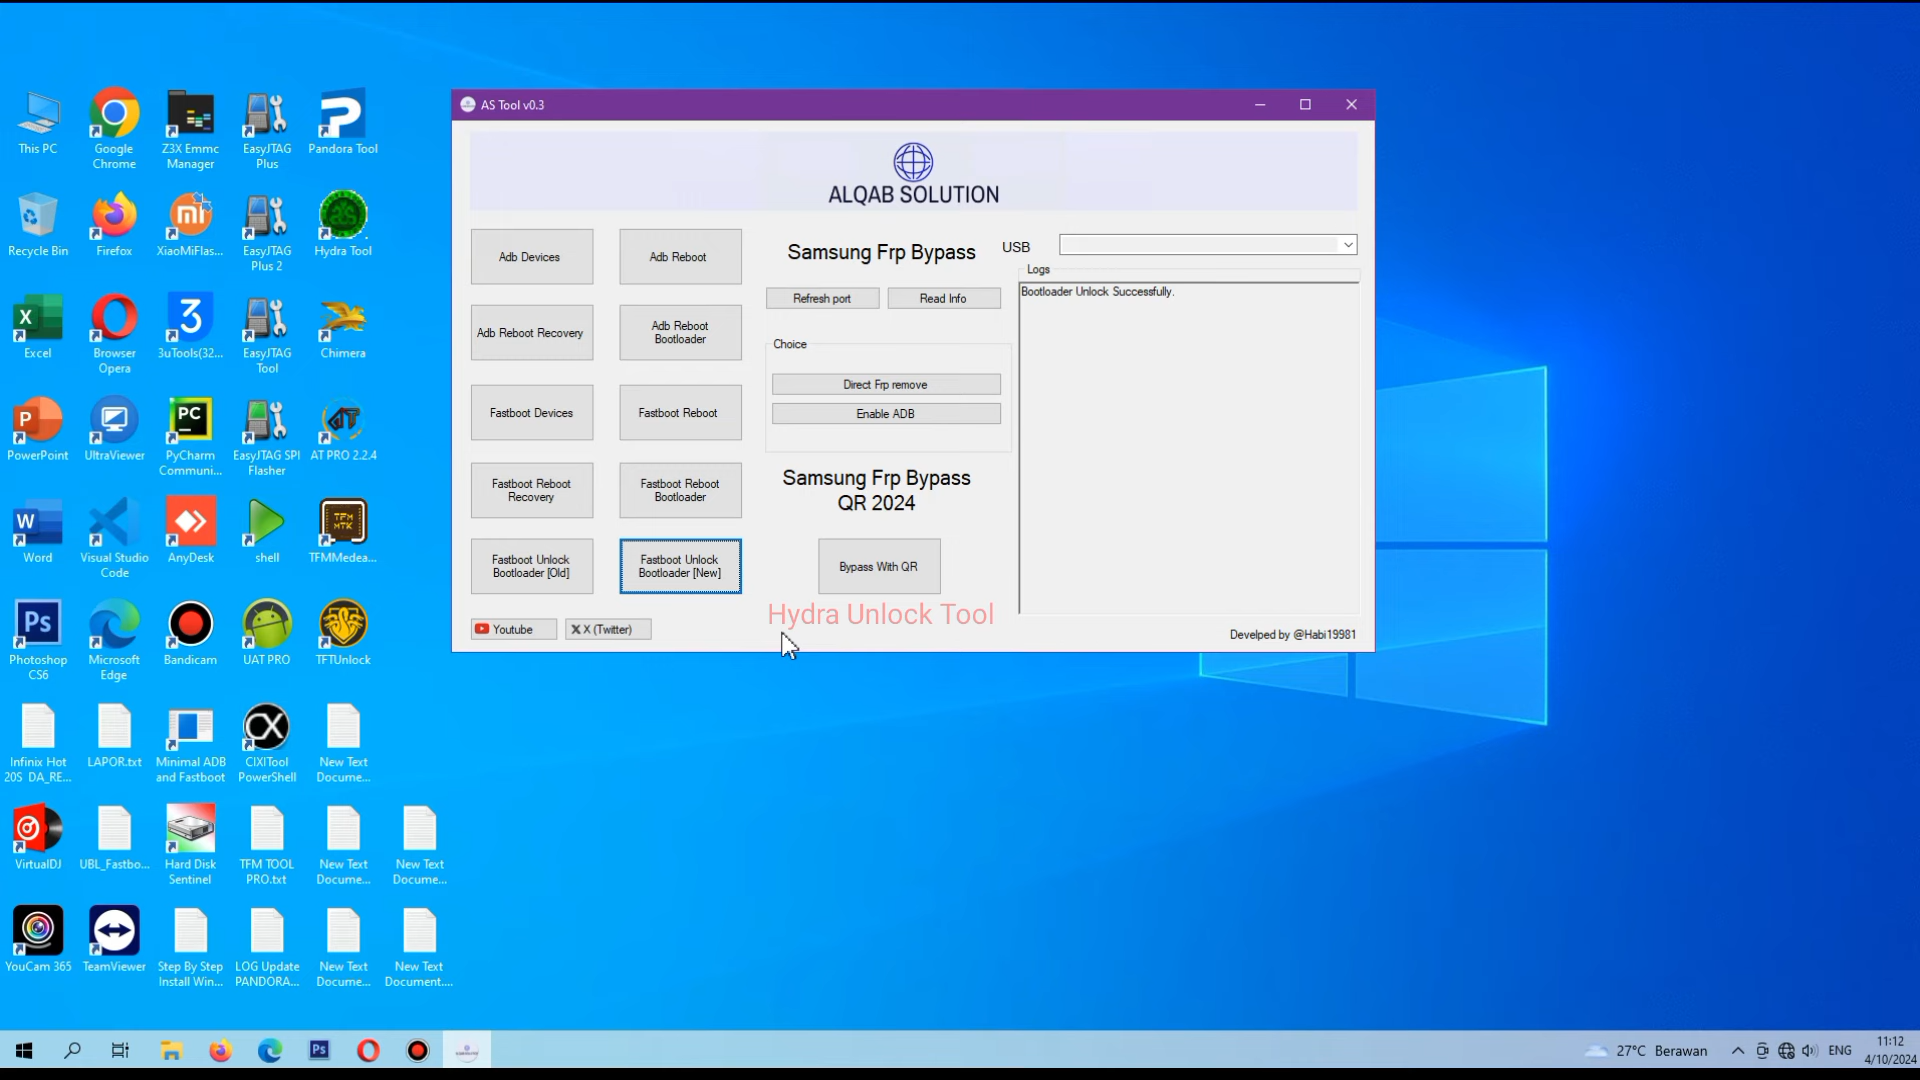 This PC
Google
Chrome
Z3X Emmc
Manager
EasyJTAG
Plus
Pandora Tool
Recycle Bin
Firefox
XiaoMiFlas...
EasyJTAG
Plus 2
Hydra Tool
Excel
Browser
Opera
3uTools(32...
EasyJTAG
Tool
Chimera
PowerPoint
UltraViewer
PyCharm
Communi...
EasyJTAG SPI
Flasher
AT PRO 2.2.4
Word
Visual Studio
Code
AnyDesk
shell
TFMMedea...
Photoshop
CS6
Microsoft
Edge
Bandicam
UAT PRO
TFTUnlock
Infinix Hot
20S DA_RE...
LAPOR.txt
Minimal ADB
and Fastboot
CIXITool
PowerShell
New Text
Docume...
VirtualDJ
UBL_Fastbo...
Hard Disk
Sentinel
TFM TOOL
PRO.txt
New Text
Docume...
New Text
Docume...
YouCam 365
TeamViewer
Step By Step
Install Win...
LOG Update
PANDORA...
New Text
Docume...
New Text
Document....
AS Tool v0.3
ALQAB SOLUTION
Adb Devices
Adb Reboot
Adb Reboot Recovery
Adb Reboot
Bootloader
Fastboot Devices
Fastboot Reboot
Fastboot Reboot
Recovery
Fastboot Reboot
Bootloader
Fastboot Unlock
Bootloader [Old]
Fastboot Unlock
Bootloader [New]
Youtube
X (Twitter)
Samsung Frp Bypass
Refresh port
Read Info
Choice
Direct Frp remove
Enable ADB
Samsung Frp Bypass
QR 2024
Bypass With QR
Hydra Unlock Tool
USB
Logs
Bootloader Unlock Successfully.
Develped by @Habi19981
27°C Berawan
ENG
11:12
4/10/2024